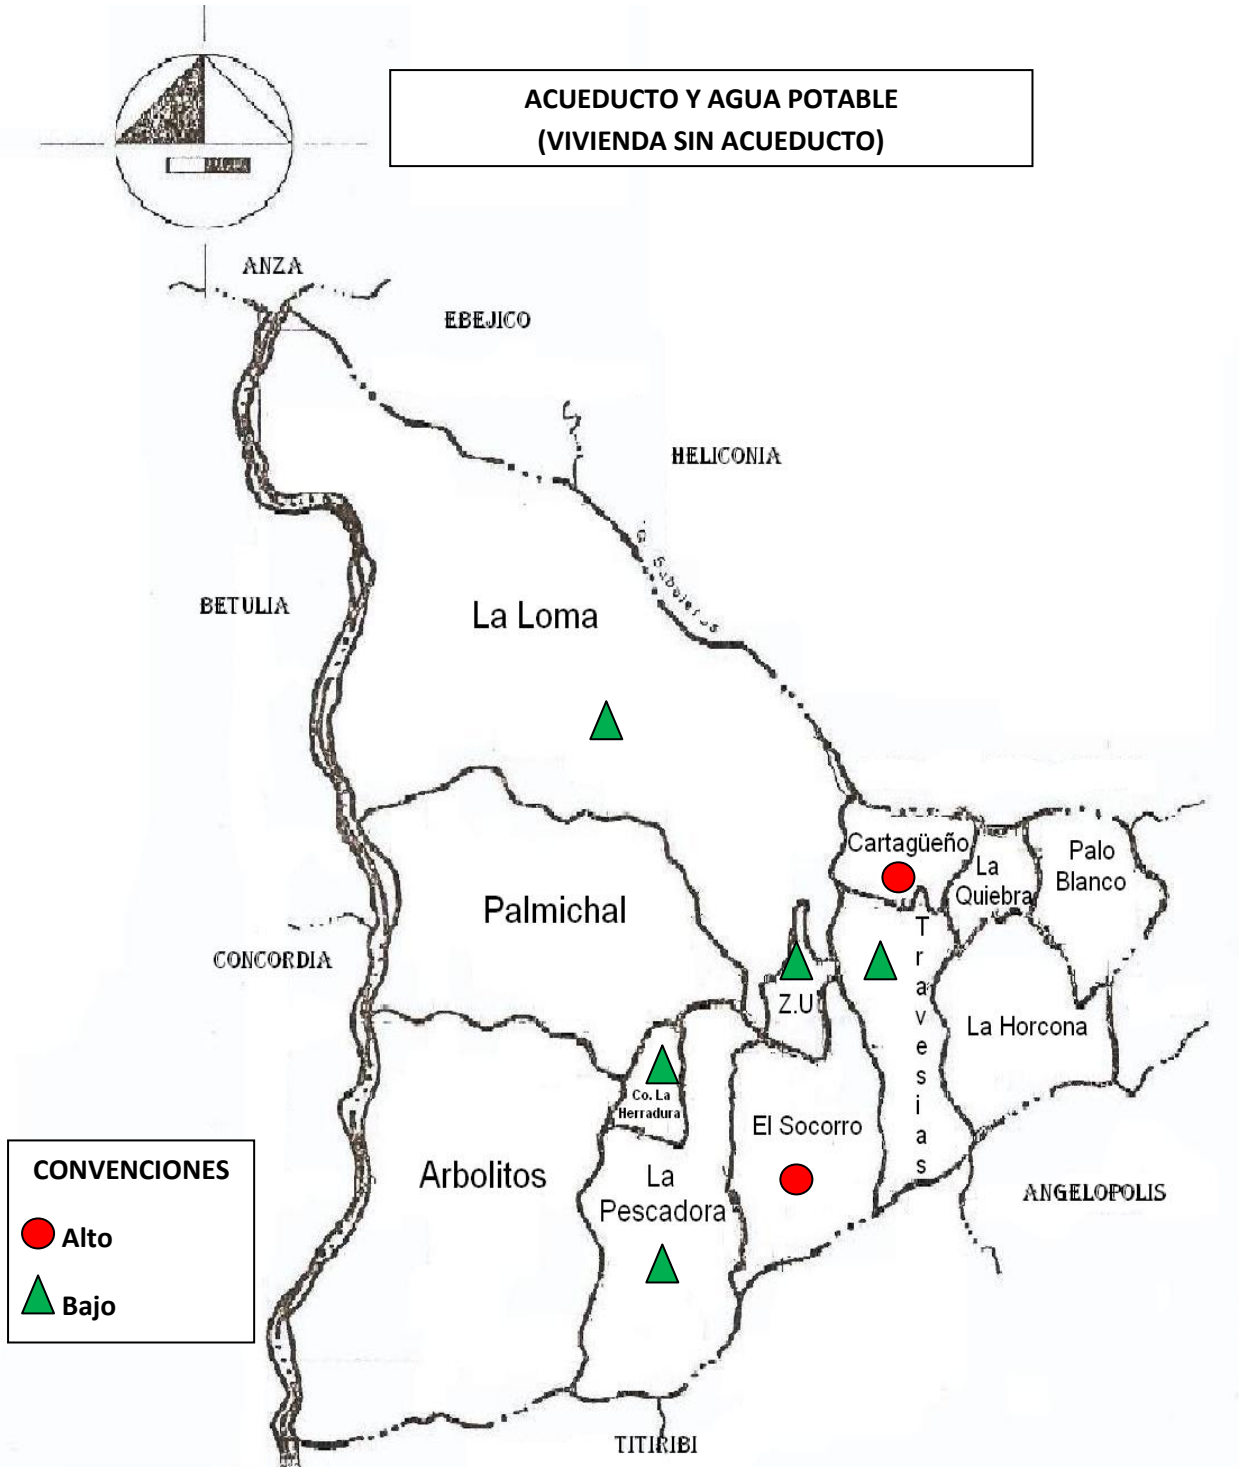 ACUEDUCTO Y AGUA POTABLE
(VIVIENDA SIN ACUEDUCTO)
ANZA
EBEJICO
HELICONIA
BETULIA
La Loma
Cartagüeño
La
Quiebra
Palo
Blanco
Palmichal
Travesias
CONCORDIA
Z.U
La Horcona
Co. La
Herradura
El Socorro
Arbolitos
La
Pescadora
ANGELOPOLIS
CONVENCIONES
Alto
Bajo
TITIRIBI